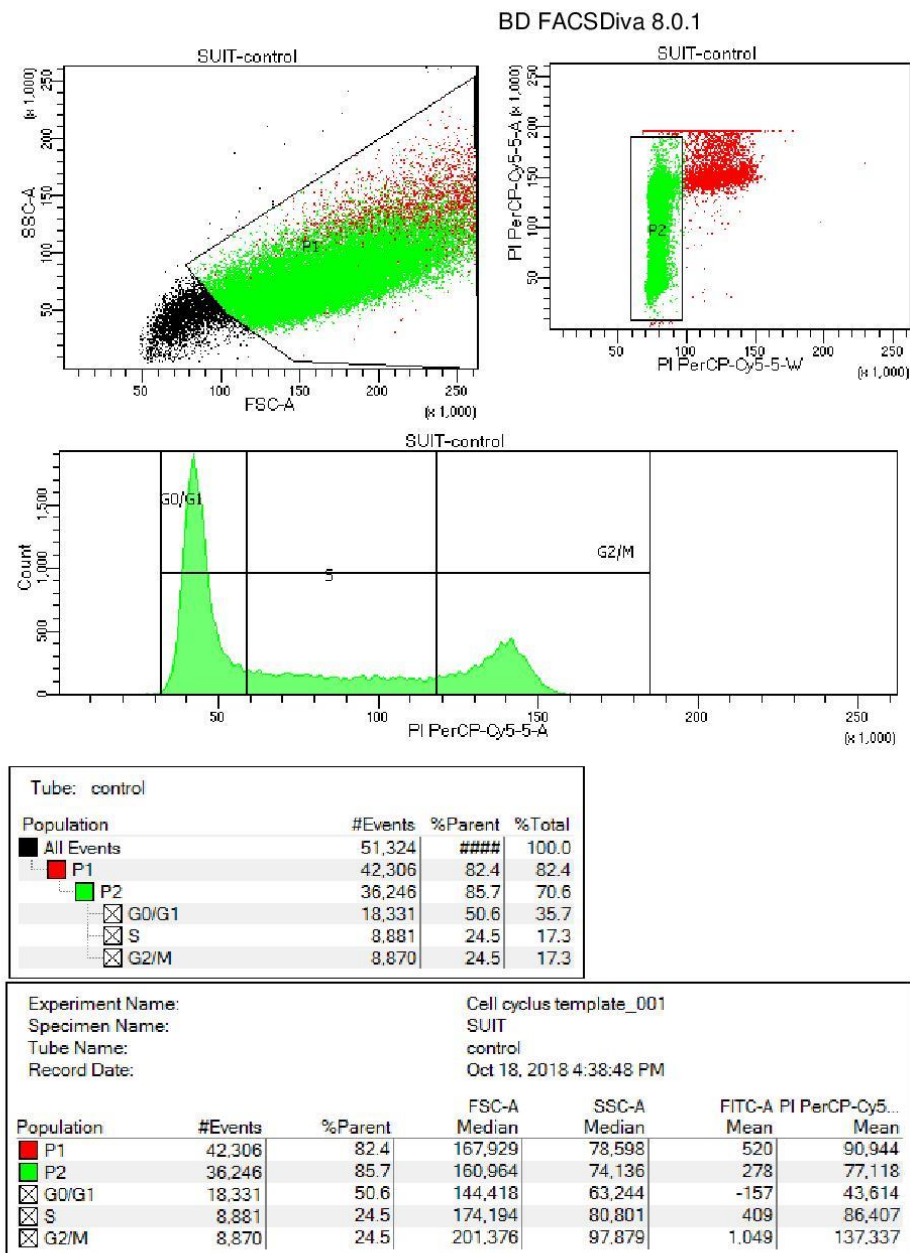 BD FACSDiva 8.0.1
SUIT-control
SSC-A
(x 1,000)
50 100 150 200 250
P1
50 100 150 200 250
FSC-A
(x 1,000)
SUIT-control
PI PerCP-Cy5-5-A
(x 1,000)
50 100 150 200 250
P2
50 100 150 200 250
PI PerCP-Cy5-5-W
(x 1,000)
SUIT-control
Count
0 500 1,000 1,500
G0/G1
S
G2/M
50 100 150 200 250
PI PerCP-Cy5-5-A
(x 1,000)
Tube: control
Population #Events %Parent %Total
All Events 51,324 #### 100.0
P1 42,306 82.4 82.4
P2 36,246 85.7 70.6
G0/G1 18,331 50.6 35.7
S 8,881 24.5 17.3
G2/M 8,870 24.5 17.3
Experiment Name: Cell cyclus template_001
Specimen Name: SUIT
Tube Name: control
Record Date: Oct 18, 2018 4:38:48 PM
FSC-A SSC-A FITC-A PI PerCP-Cy5...
Population #Events %Parent Median Median Mean Mean
P1 42,306 82.4 167,929 78,598 520 90,944
P2 36,246 85.7 160,964 74,136 278 77,118
G0/G1 18,331 50.6 144,418 63,244 -157 43,614
S 8,881 24.5 174,194 80,801 409 86,407
G2/M 8,870 24.5 201,376 97,879 1,049 137,337